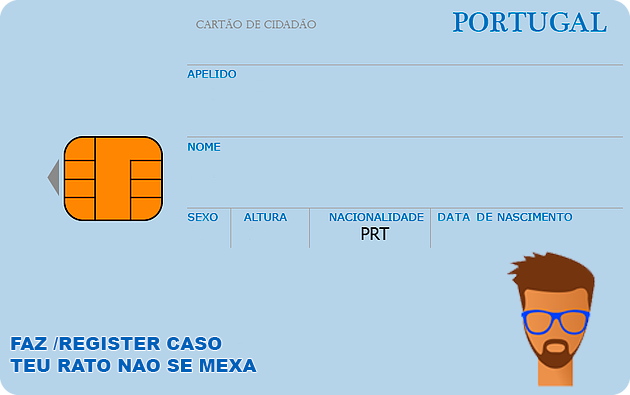 CARTÃO DE CIDADÃO PORTUGAL
APELIDO
NOME
SEXO ALTURA NACIONALIDADE DATA DE NASCIMENTO
PRT
FAZ /REGISTER CASO
TEU RATO NAO SE MEXA